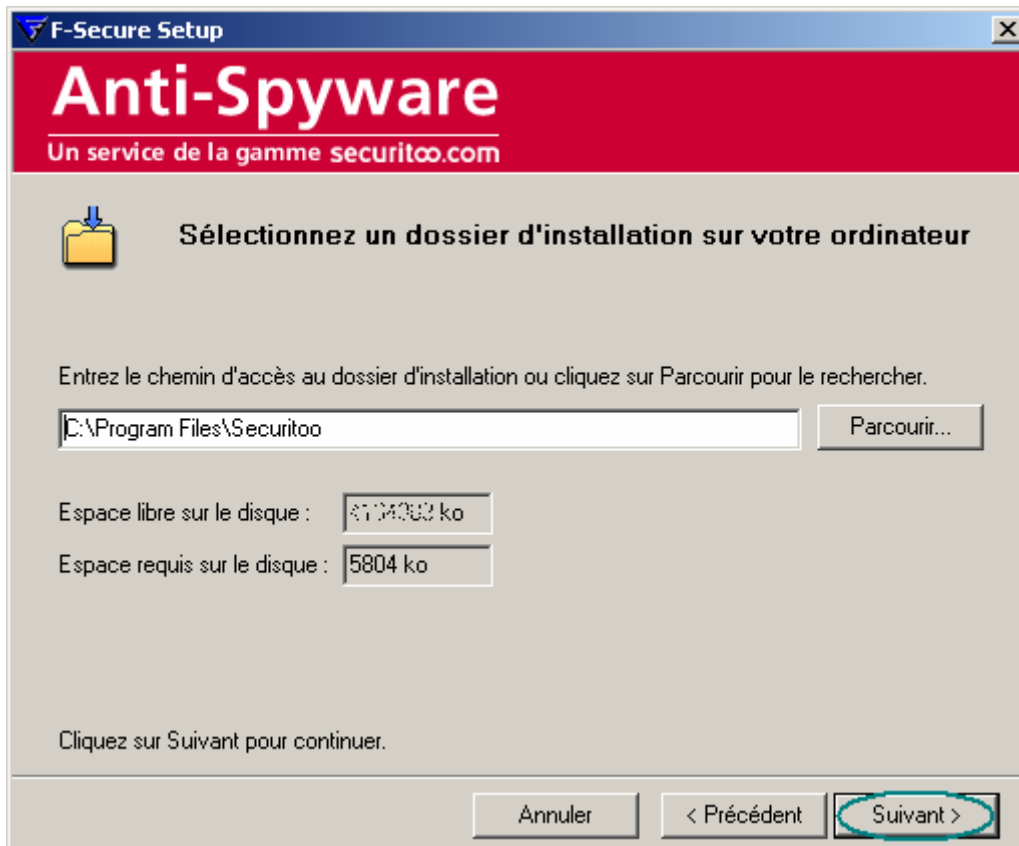 F-Secure Setup
Anti-Spyware
Un service de la gamme securitoo.com
Sélectionnez un dossier d'installation sur votre ordinateur
Entrez le chemin d'accès au dossier d'installation ou cliquez sur Parcourir pour le rechercher.
C:\Program Files\Securitoo
Parcourir...
Espace libre sur le disque : ko
Espace requis sur le disque : 5804 ko
Cliquez sur Suivant pour continuer.
Annuler
< Précédent
Suivant >